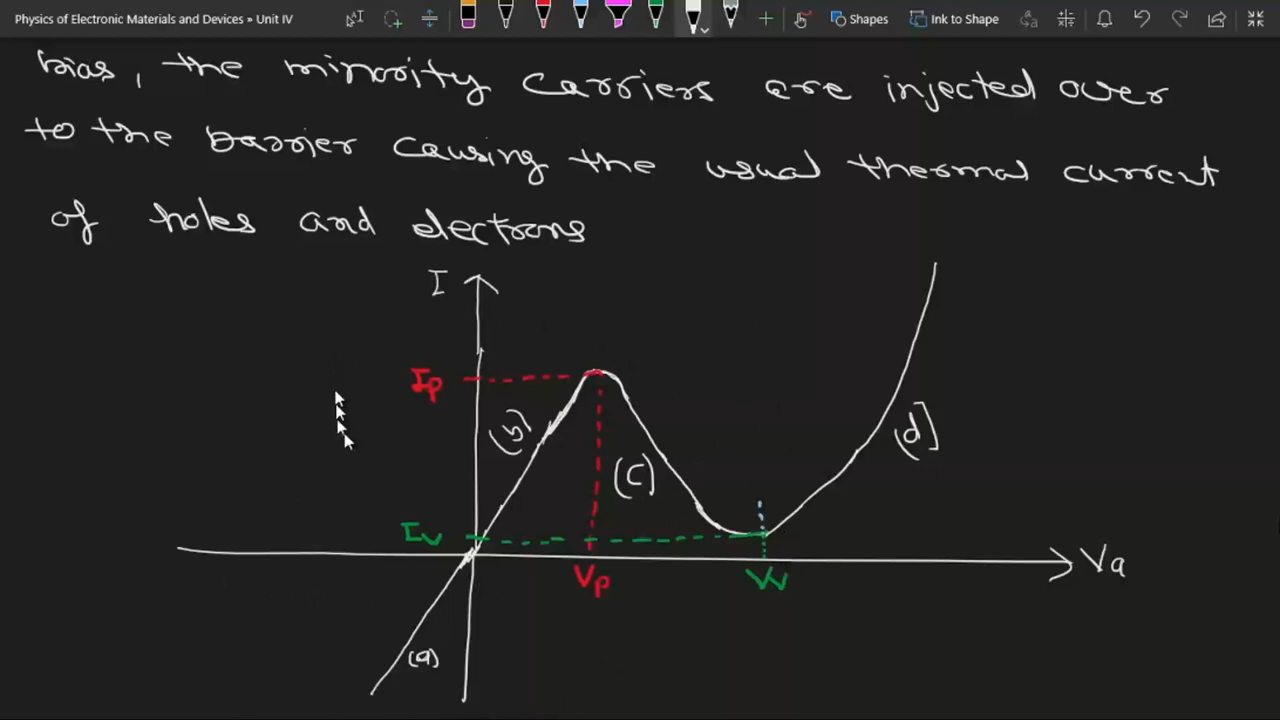 Physics of Electronic Materials and Devices » Unit IV
Shapes
Ink to Shape
bias, the minority carriers are injected over
to the barrier causing the usual thermal current
of holes and electrons
I
Ip
(b)
(c)
(d]
Iv
Va
Vp
Vv
(a)